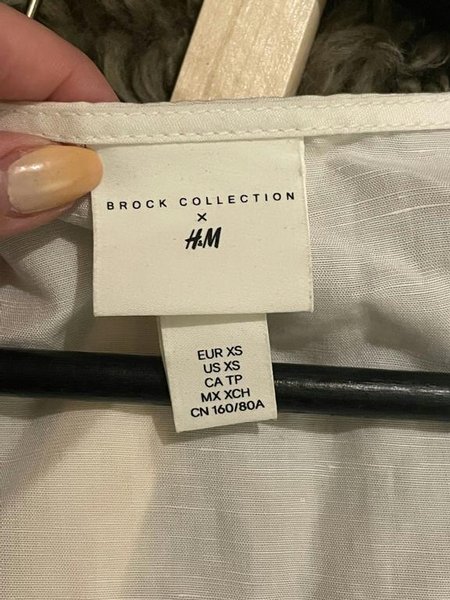 BROCK COLLECTION
×
H&M
EUR XS
US XS
CA TP
MX XCH
CN 160/80A